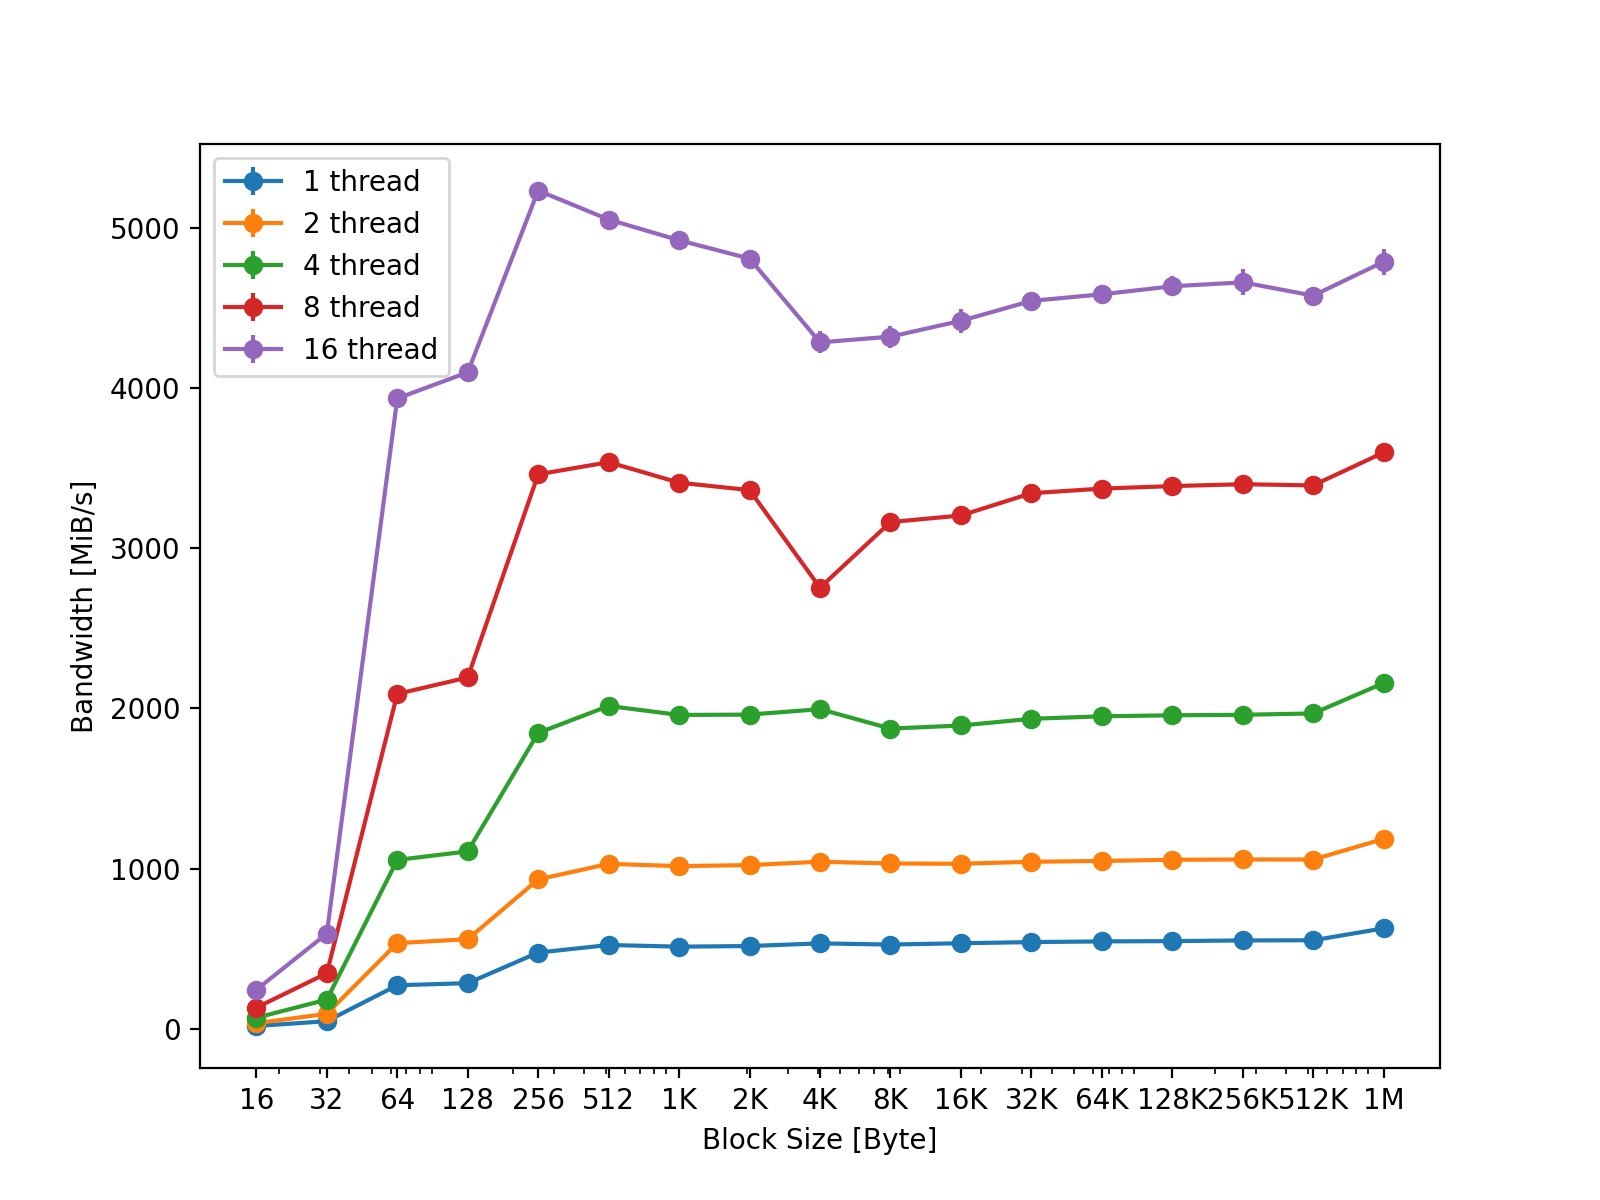 1 thread
2 thread
4 thread
8 thread
16 thread
5000
4000
3000
2000
1000
0
Bandwidth [MiB/s]
16 32 64 128 256 512 1K 2K 4K 8K 16K 32K 64K 128K 256K 512K 1M
Block Size [Byte]